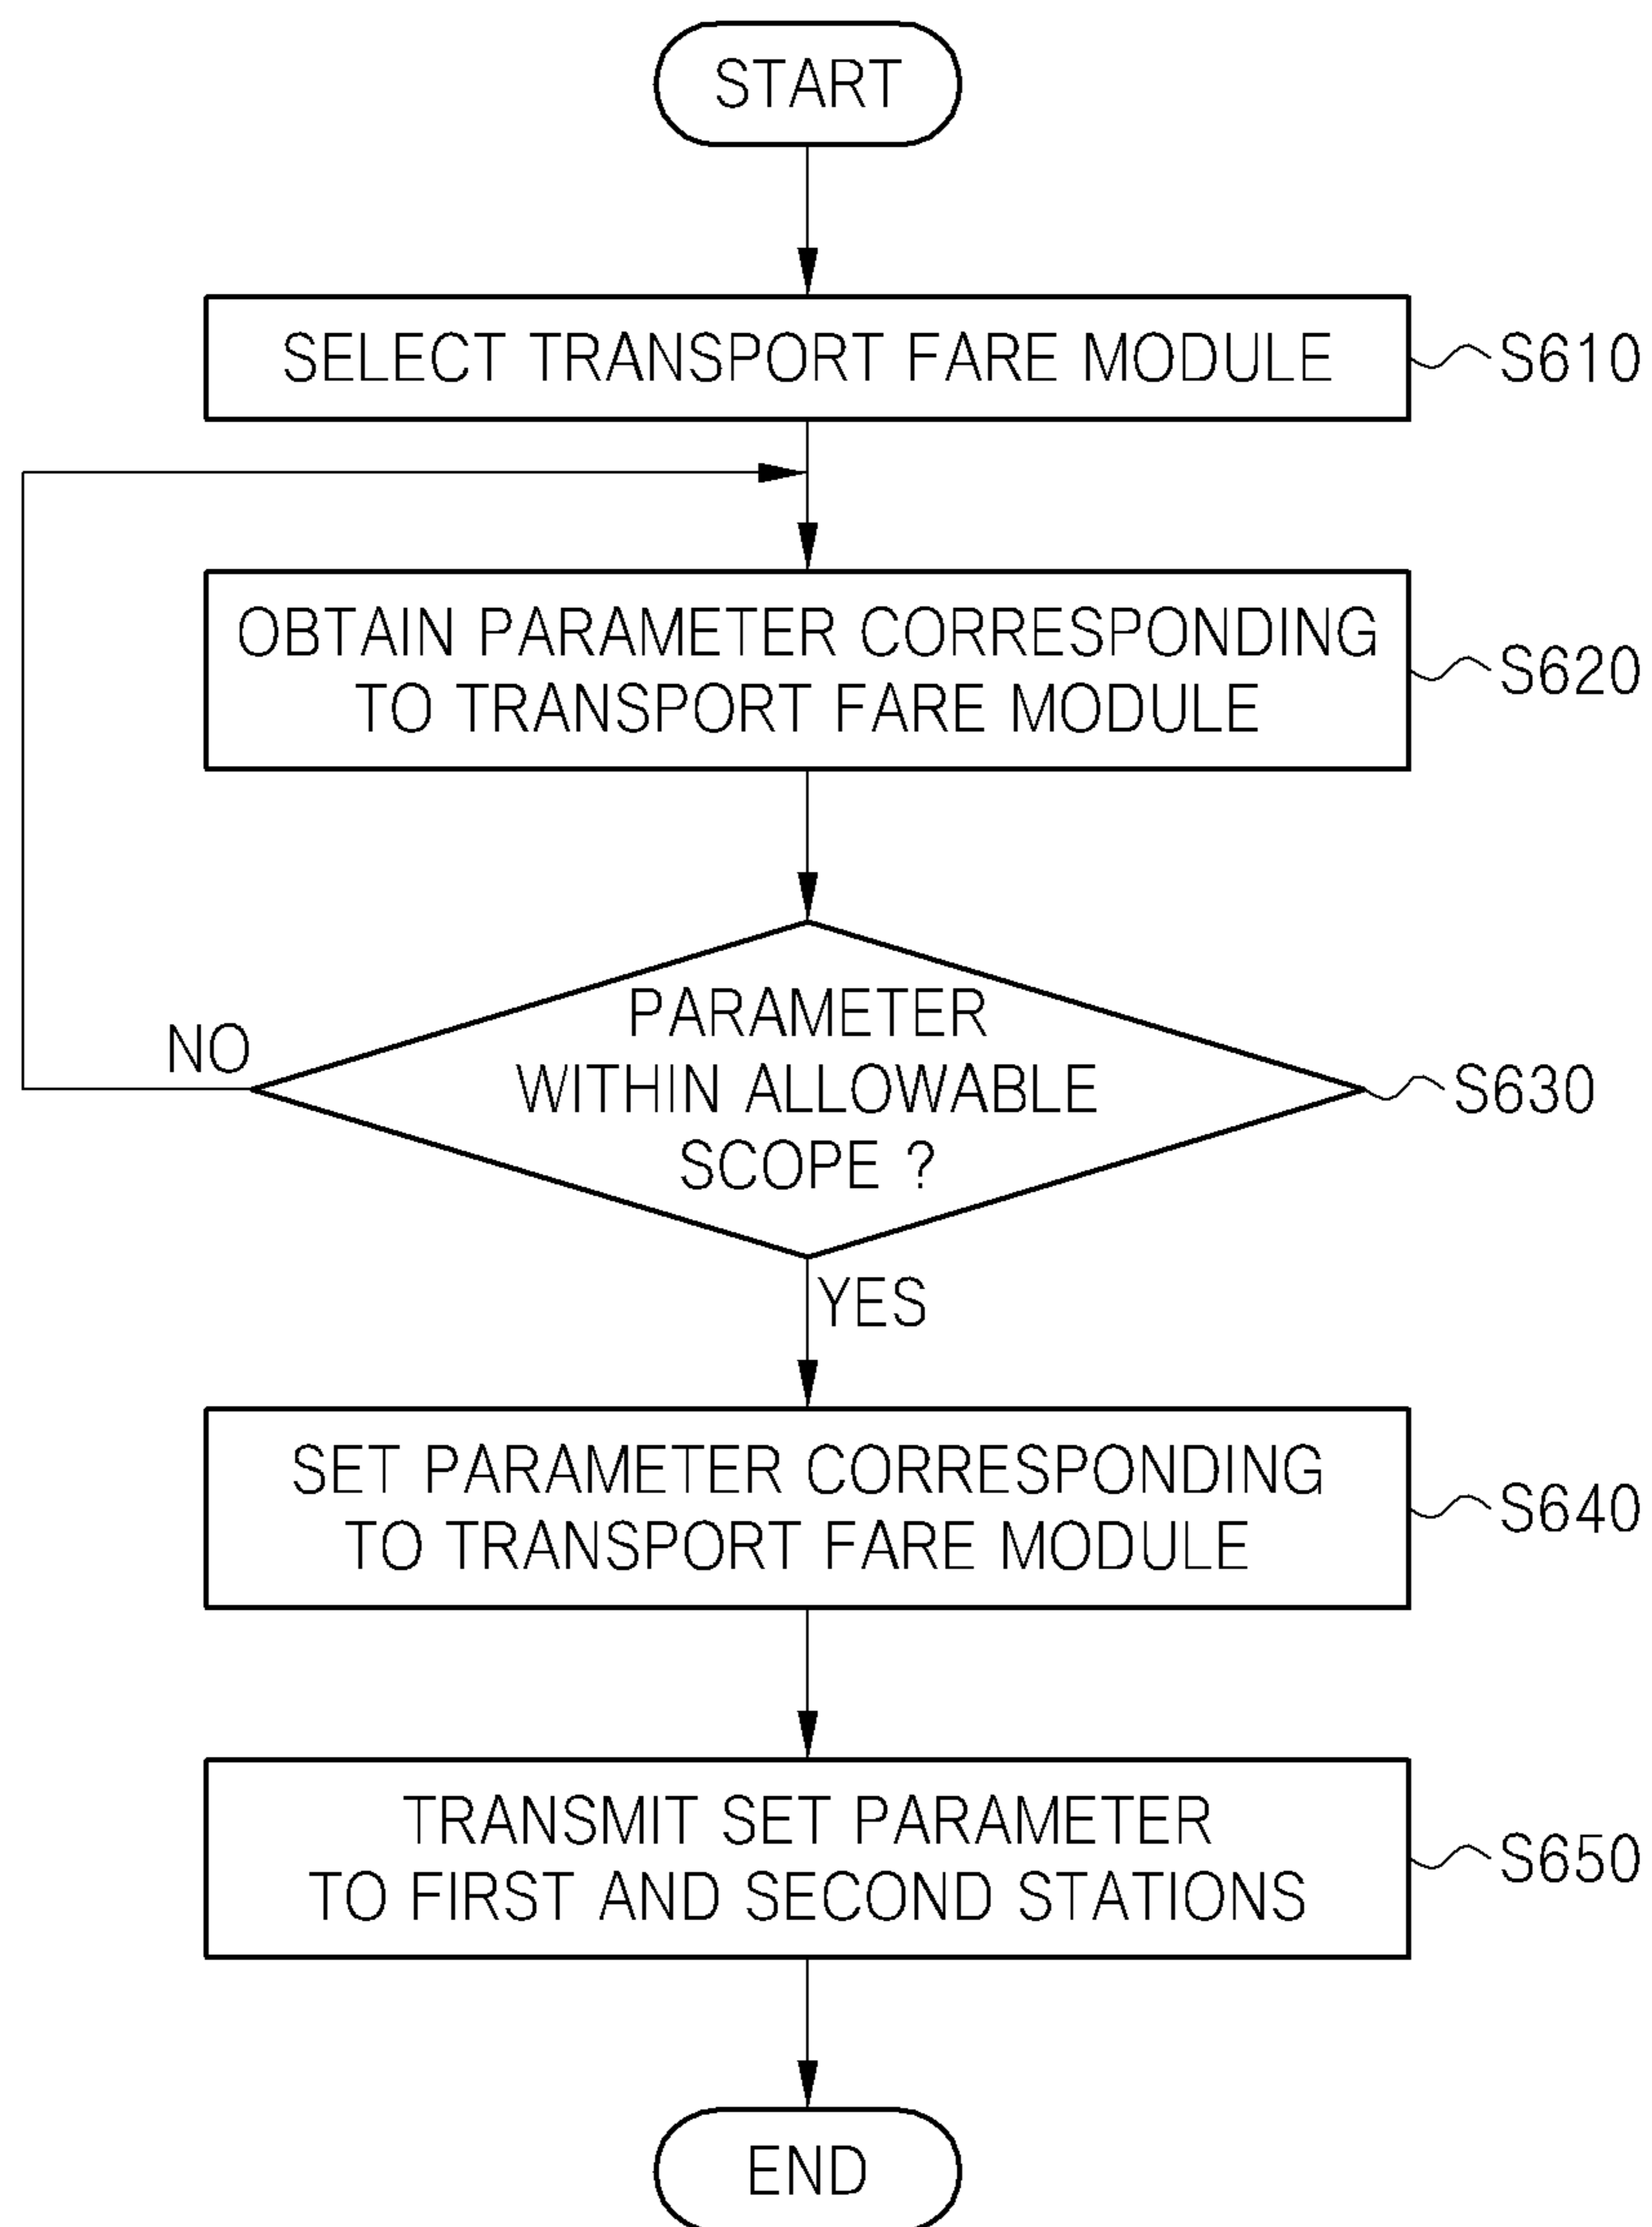 START
SELECT TRANSPORT FARE MODULE
S610
OBTAIN PARAMETER CORRESPONDING
TO TRANSPORT FARE MODULE
S620
PARAMETER
WITHIN ALLOWABLE
SCOPE ?
NO
S630
YES
SET PARAMETER CORRESPONDING
TO TRANSPORT FARE MODULE
S640
TRANSMIT SET PARAMETER
TO FIRST AND SECOND STATIONS
S650
END